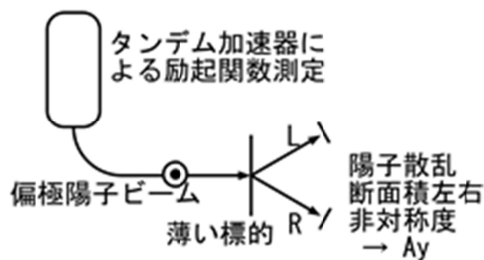 タンデム加速器に
よる励起関数測定
偏極陽子ビーム
薄い標的
L
R
陽子散乱
断面積左右
非対称度
→ Ay